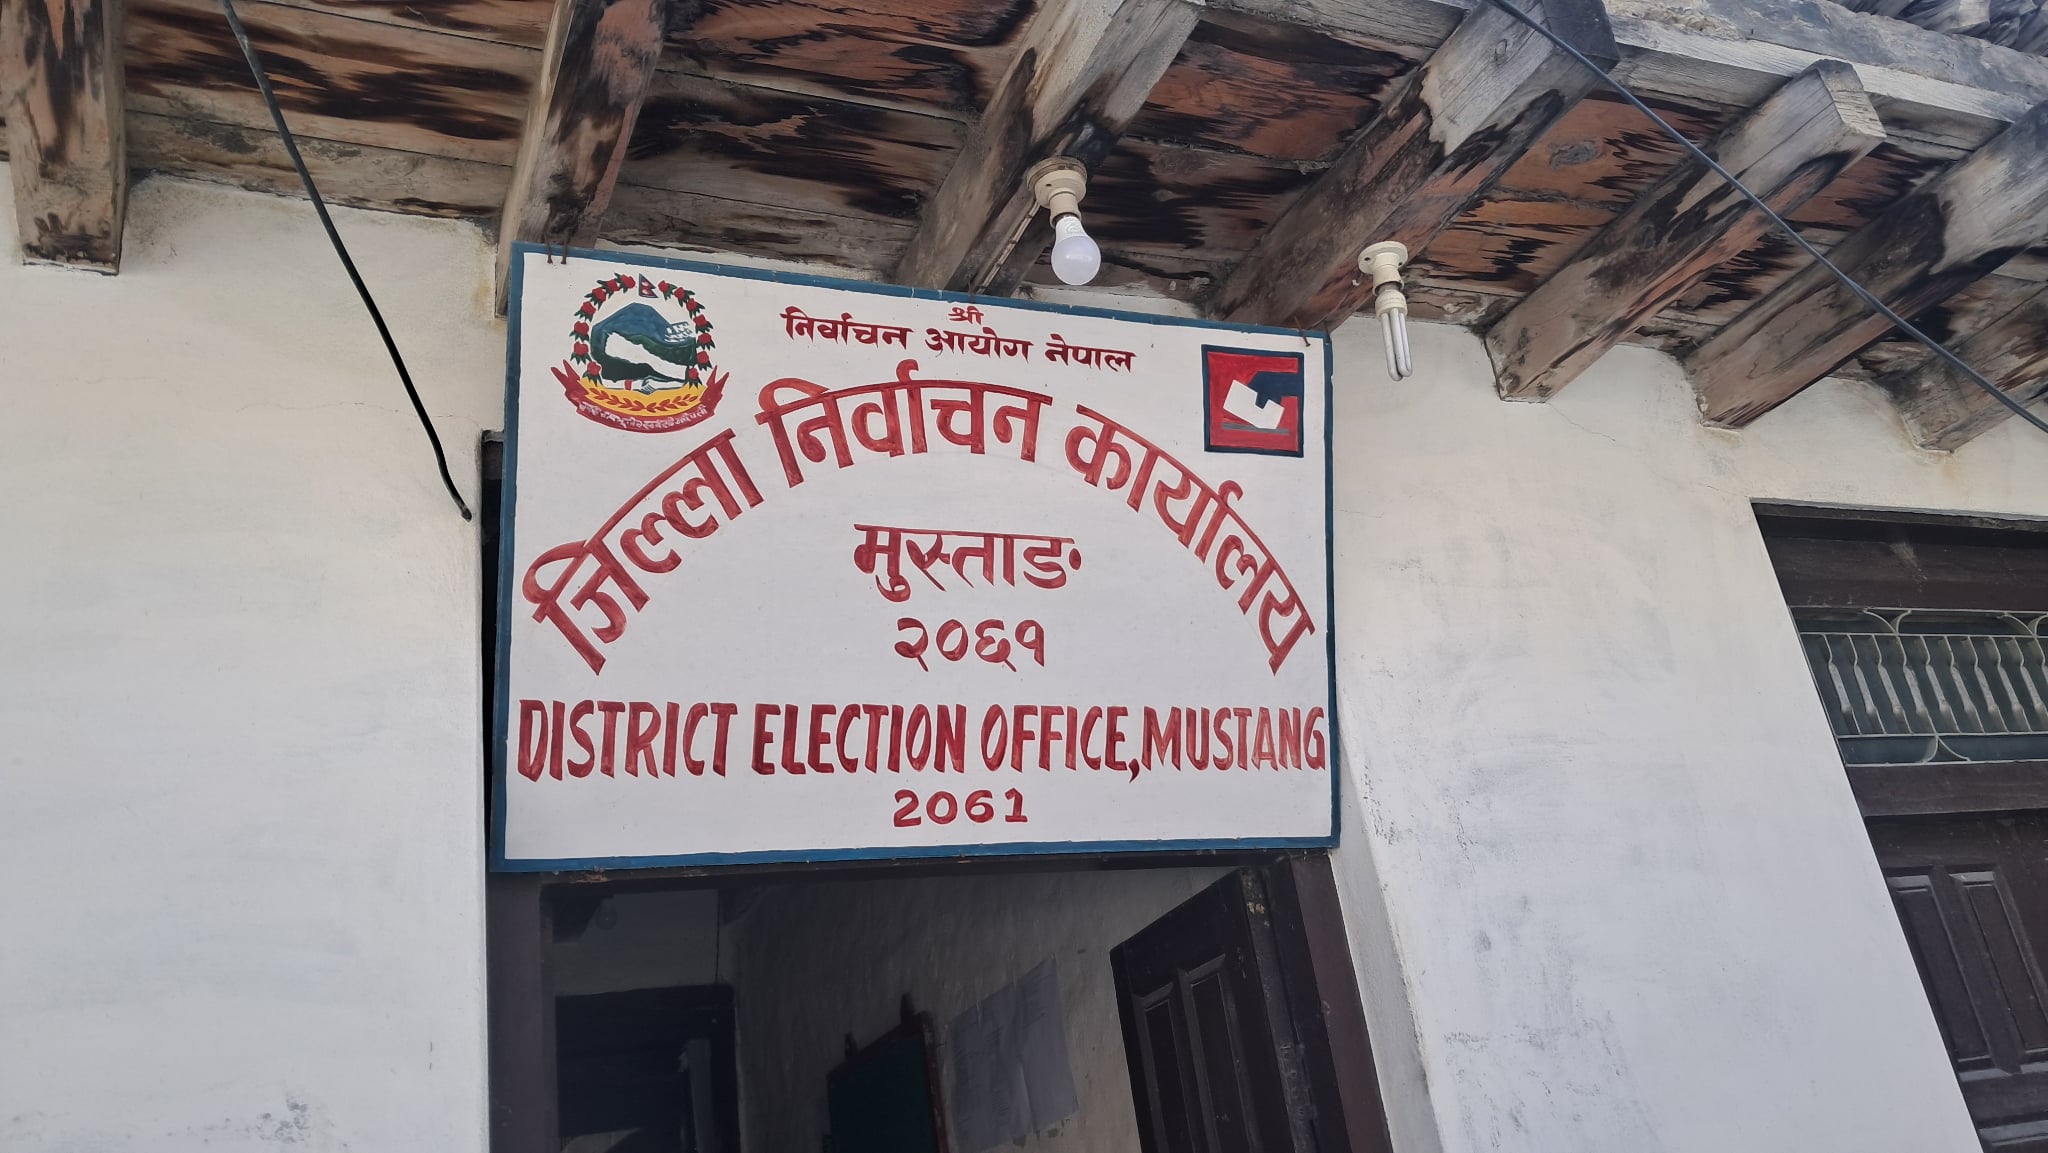 श्री
निर्वाचन आयोग नेपाल
जिल्ला निर्वाचन कार्यालय
मुस्ताङ
२०६१
DISTRICT ELECTION OFFICE,MUSTANG
2061